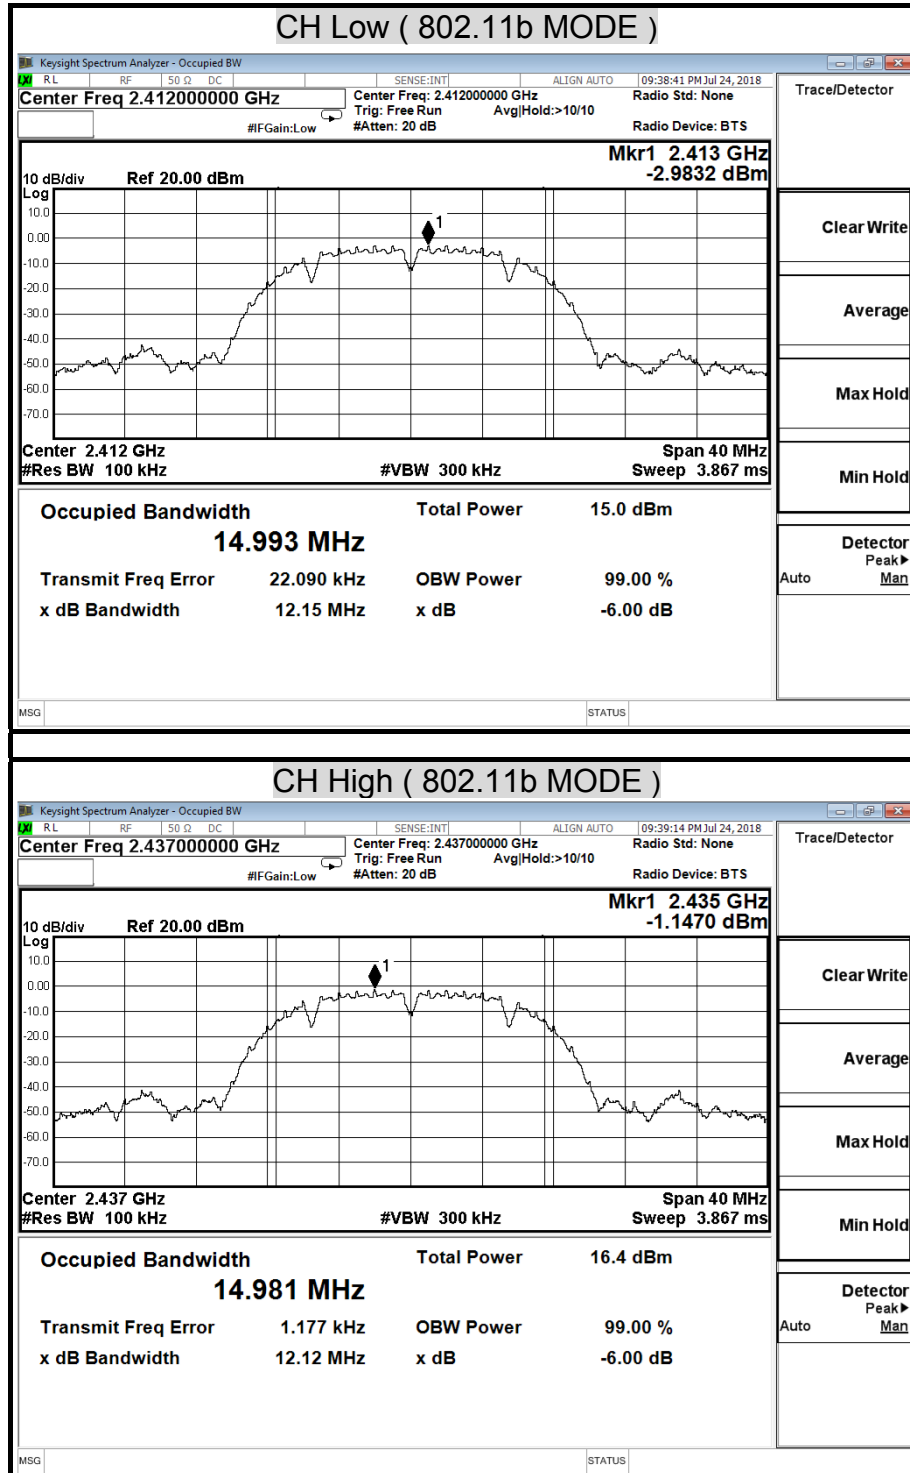 CH Low ( 802.11b MODE )
Keysight Spectrum Analyzer - Occupied BW
LXI RL RF 50 Ω DC SENSE:INT ALIGN AUTO 09:38:41 PM Jul 24, 2018
Center Freq 2.412000000 GHz
Center Freq: 2.412000000 GHz
Radio Std: None
Trig: Free Run Avg|Hold:>10/10
#IFGain:Low
#Atten: 20 dB
Radio Device: BTS
Trace/Detector
Mkr1 2.413 GHz
-2.9832 dBm
10 dB/div Ref 20.00 dBm
Log
1
10.0
0.00
-10.0
-20.0
-30.0
-40.0
-50.0
-60.0
-70.0
Center 2.412 GHz Span 40 MHz
#Res BW 100 kHz #VBW 300 kHz Sweep 3.867 ms
Occupied Bandwidth Total Power 15.0 dBm
14.993 MHz
Transmit Freq Error 22.090 kHz OBW Power 99.00 %
x dB Bandwidth 12.15 MHz x dB -6.00 dB
Clear Write
Average
Max Hold
Min Hold
Detector
Peak▶
Auto Man
MSG STATUS
CH High ( 802.11b MODE )
Keysight Spectrum Analyzer - Occupied BW
LXI RL RF 50 Ω DC SENSE:INT ALIGN AUTO 09:39:14 PM Jul 24, 2018
Center Freq 2.437000000 GHz
Center Freq: 2.437000000 GHz
Radio Std: None
Trig: Free Run Avg|Hold:>10/10
#IFGain:Low
#Atten: 20 dB
Radio Device: BTS
Trace/Detector
Mkr1 2.435 GHz
-1.1470 dBm
10 dB/div Ref 20.00 dBm
Log
1
10.0
0.00
-10.0
-20.0
-30.0
-40.0
-50.0
-60.0
-70.0
Center 2.437 GHz Span 40 MHz
#Res BW 100 kHz #VBW 300 kHz Sweep 3.867 ms
Occupied Bandwidth Total Power 16.4 dBm
14.981 MHz
Transmit Freq Error 1.177 kHz OBW Power 99.00 %
x dB Bandwidth 12.12 MHz x dB -6.00 dB
Clear Write
Average
Max Hold
Min Hold
Detector
Peak▶
Auto Man
MSG STATUS